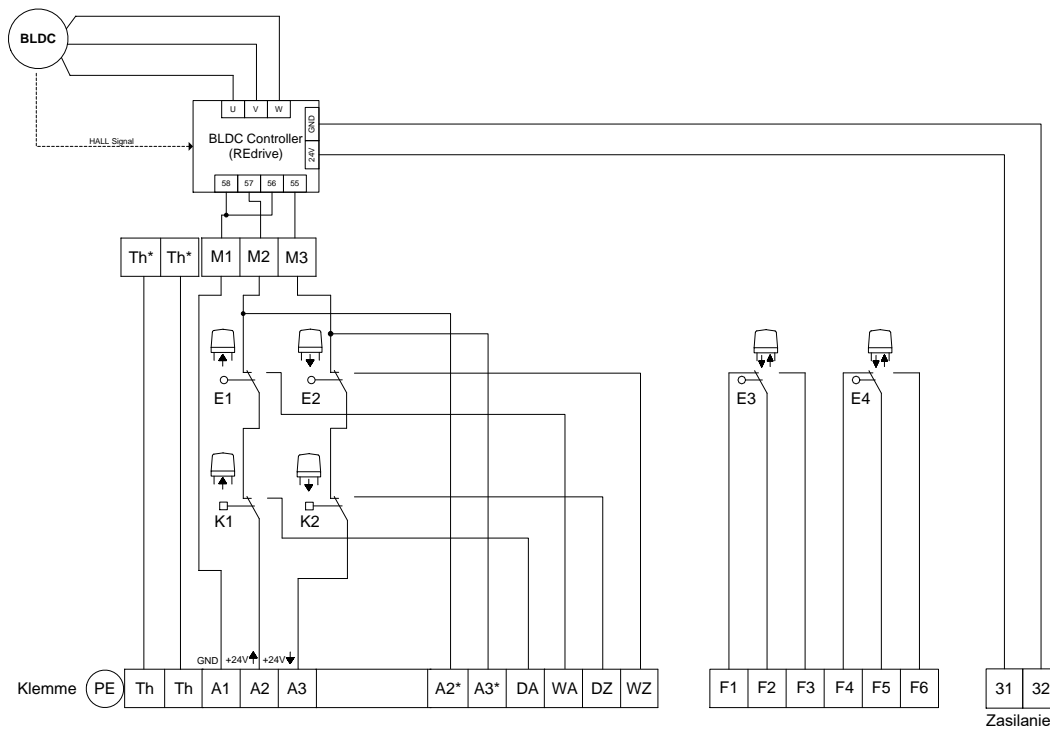 BLDC
U V W
GND
HALL Signal
BLDC Controller
(REdrive)
24V
58 57 56 55
Th* Th* M1 M2 M3
E1 E2 E3 E4
K1 K2
GND +24V +24V
Klemme PE Th Th A1 A2 A3 A2* A3* DA WA DZ WZ F1 F2 F3 F4 F5 F6 31 32
Zasilanie